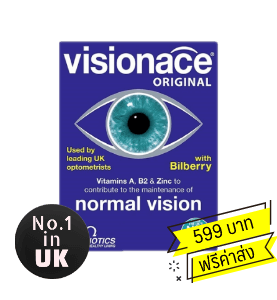 visionace®
ORIGINAL
Used by
leading UK
optometrists
with
Bilberry
Vitamins A, B2 & Zinc to
contribute to the maintenance of
normal vision
No.1
in
UK
599 บาท
ฟรีค่าส่ง